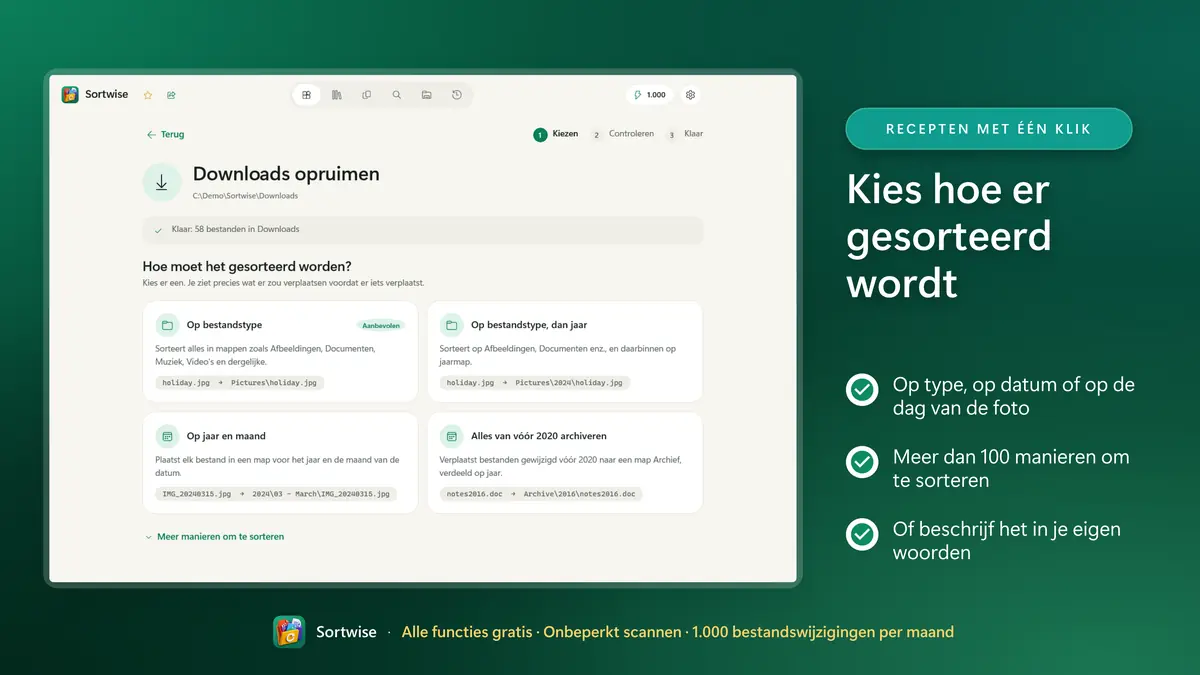 Sortwise
1.000
Terug
1 Kiezen 2 Controleren 3 Klaar
Downloads opruimen
C:\Demo\Sortwise\Downloads
Klaar: 58 bestanden in Downloads
Hoe moet het gesorteerd worden?
Kies er een. Je ziet precies wat er zou verplaatsen voordat er iets verplaatst.
Op bestandstype
Aanbevolen
Sorteert alles in mappen zoals Afbeeldingen, Documenten,
Muziek, Video's en dergelijke.
holiday.jpg → Pictures\holiday.jpg
Op bestandstype, dan jaar
Sorteert op Afbeeldingen, Documenten enz., en daarbinnen op
jaarmap.
holiday.jpg → Pictures\2024\holiday.jpg
Op jaar en maand
Plaatst elk bestand in een map voor het jaar en de maand van de
datum.
IMG_20240315.jpg → 2024\03 - March\IMG_20240315.jpg
Alles van vóór 2020 archiveren
Verplaatst bestanden gewijzigd vóór 2020 naar een map Archief,
verdeeld op jaar.
notes2016.doc → Archive\2016\notes2016.doc
Meer manieren om te sorteren
RECEPTEN MET ÉÉN KLIK
Kies hoe er
gesorteerd
wordt
Op type, op datum of op de
dag van de foto
Meer dan 100 manieren om
te sorteren
Of beschrijf het in je eigen
woorden
Sortwise · Alle functies gratis · Onbeperkt scannen · 1.000 bestandswijzigingen per maand